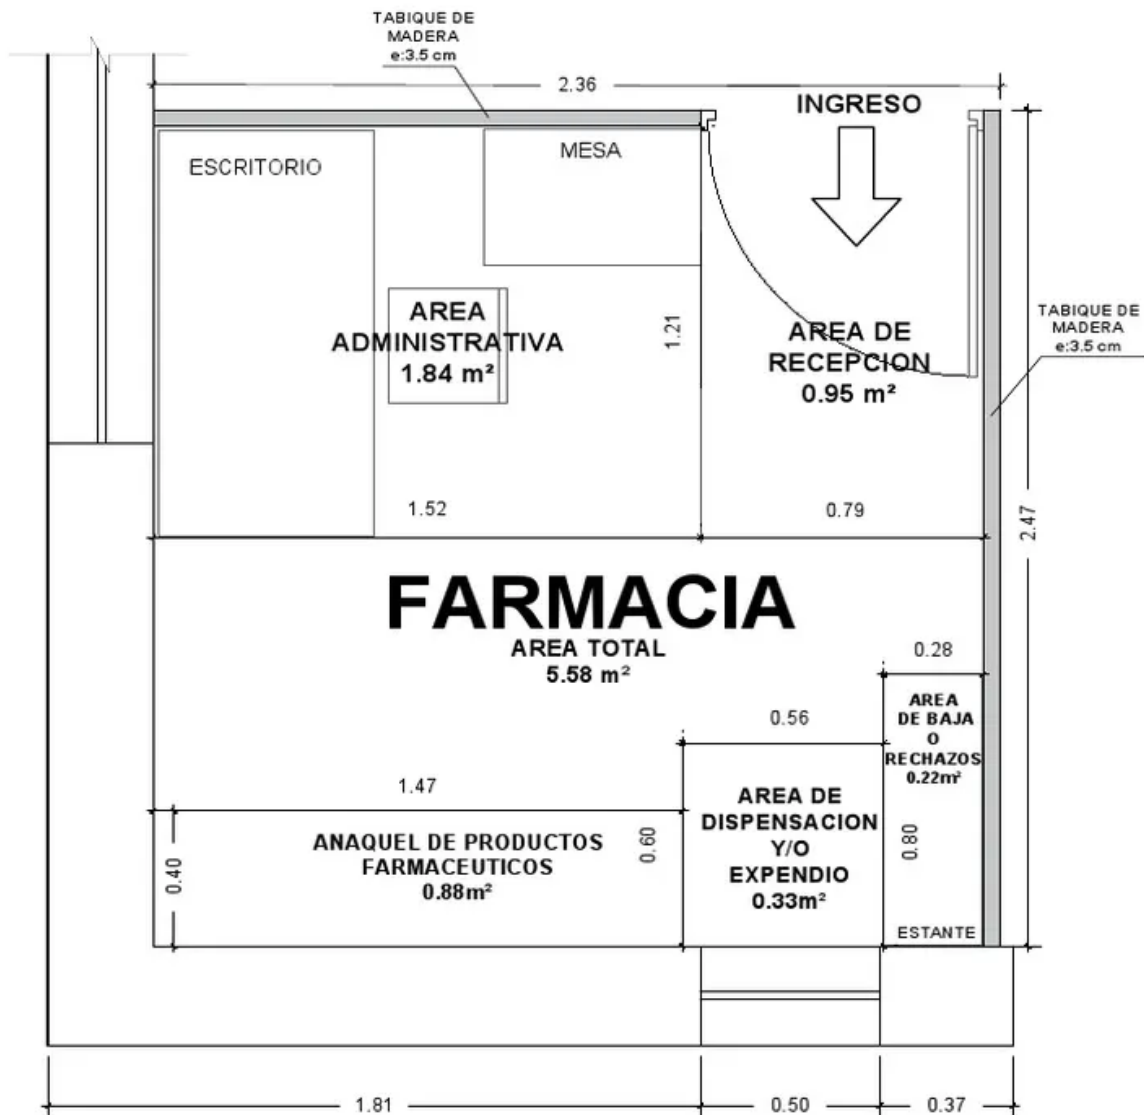 TABIQUE DE
MADERA
e:3.5 cm
2.36
INGRESO
ESCRITORIO
MESA
AREA
ADMINISTRATIVA
1.84 m²
1.21
AREA DE
RECEPCION
0.95 m²
TABIQUE DE
MADERA
e:3.5 cm
1.52
0.79
2.47
FARMACIA
AREA TOTAL
5.58 m²
0.28
AREA
DE BAJA
O
RECHAZOS
0.22m²
0.56
1.47
AREA DE
DISPENSACION
Y/O
EXPENDIO
0.33m²
ANAQUEL DE PRODUCTOS
FARMACEUTICOS
0.88m²
0.40
0.60
0.80
ESTANTE
1.81
0.50
0.37